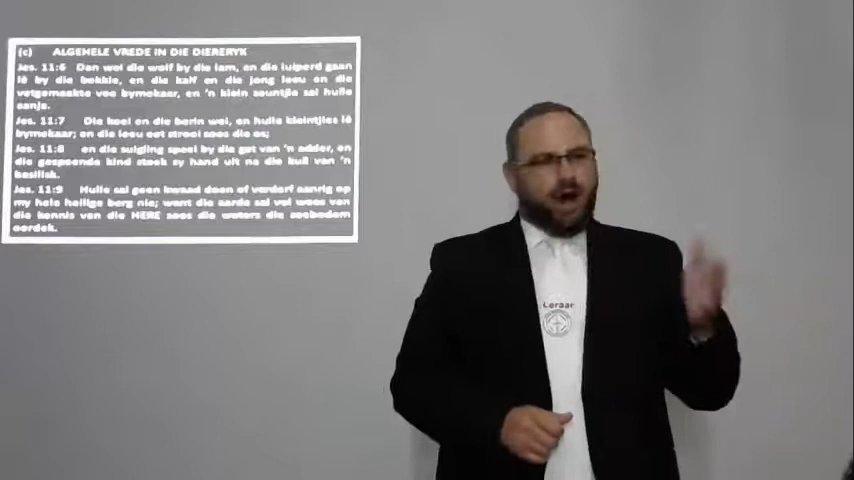 (c) ALGEHELE VREDE IN DIE DIERERYK
Jes. 11:6 Dan wei die wolf by die lam, en die luiperd gaan
lê by die bokkie, en die kalf en die jong leeu en die
vetgemaakte vee bymekaar, en 'n klein seuntjie sal hulle
aanja.
Jes. 11:7 Die koei en die berin wei, en hulle kleintjies lê
bymekaar; en die leeu eet strooi soos die os;
Jes. 11:8 en die suigling speel by die gat van 'n adder, en
die gespeende kind steek sy hand uit na die kuil van 'n
basilisk.
Jes. 11:9 Hulle sal geen kwaad doen of verderf aanrig op
my hele heilige berg nie; want die aarde sal vol wees van
die kennis van die HERE soos die waters die seebodem
oordek.
Leraar